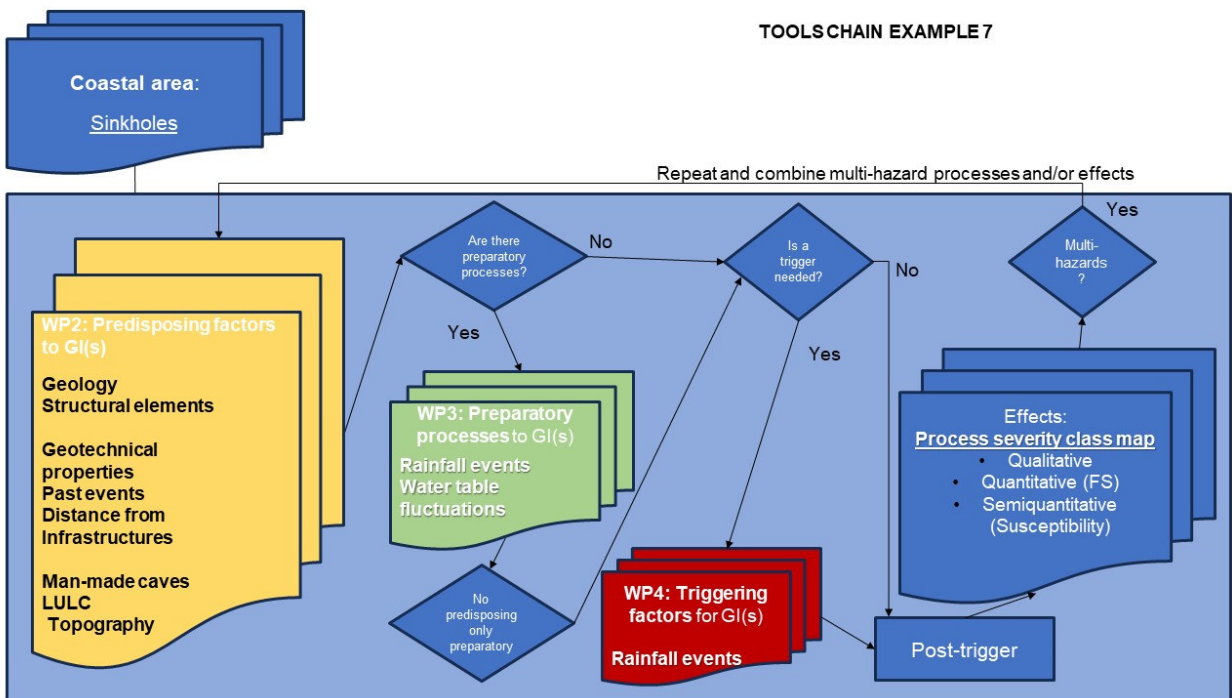 TOOLS CHAIN EXAMPLE 7
Coastal area:
Sinkholes
Repeat and combine multi-hazard processes and/or effects
WP2: Predisposing factors
to GI(s)
Geology
Structural elements
Geotechnical
properties
Past events
Distance from
Infrastructures
Man-made caves
LULC
Topography
Are there
preparatory
processes?
No
Yes
WP3: Preparatory
processes to GI(s)
Rainfall events
Water table
fluctuations
No
predisposing
only
preparatory
Is a
trigger
needed?
No
Yes
WP4: Triggering
factors for GI(s)
Rainfall events
Post-trigger
Effects:
Process severity class map
• Qualitative
• Quantitative (FS)
• Semiquantitative
(Susceptibility)
Multi-
hazards
?
Yes